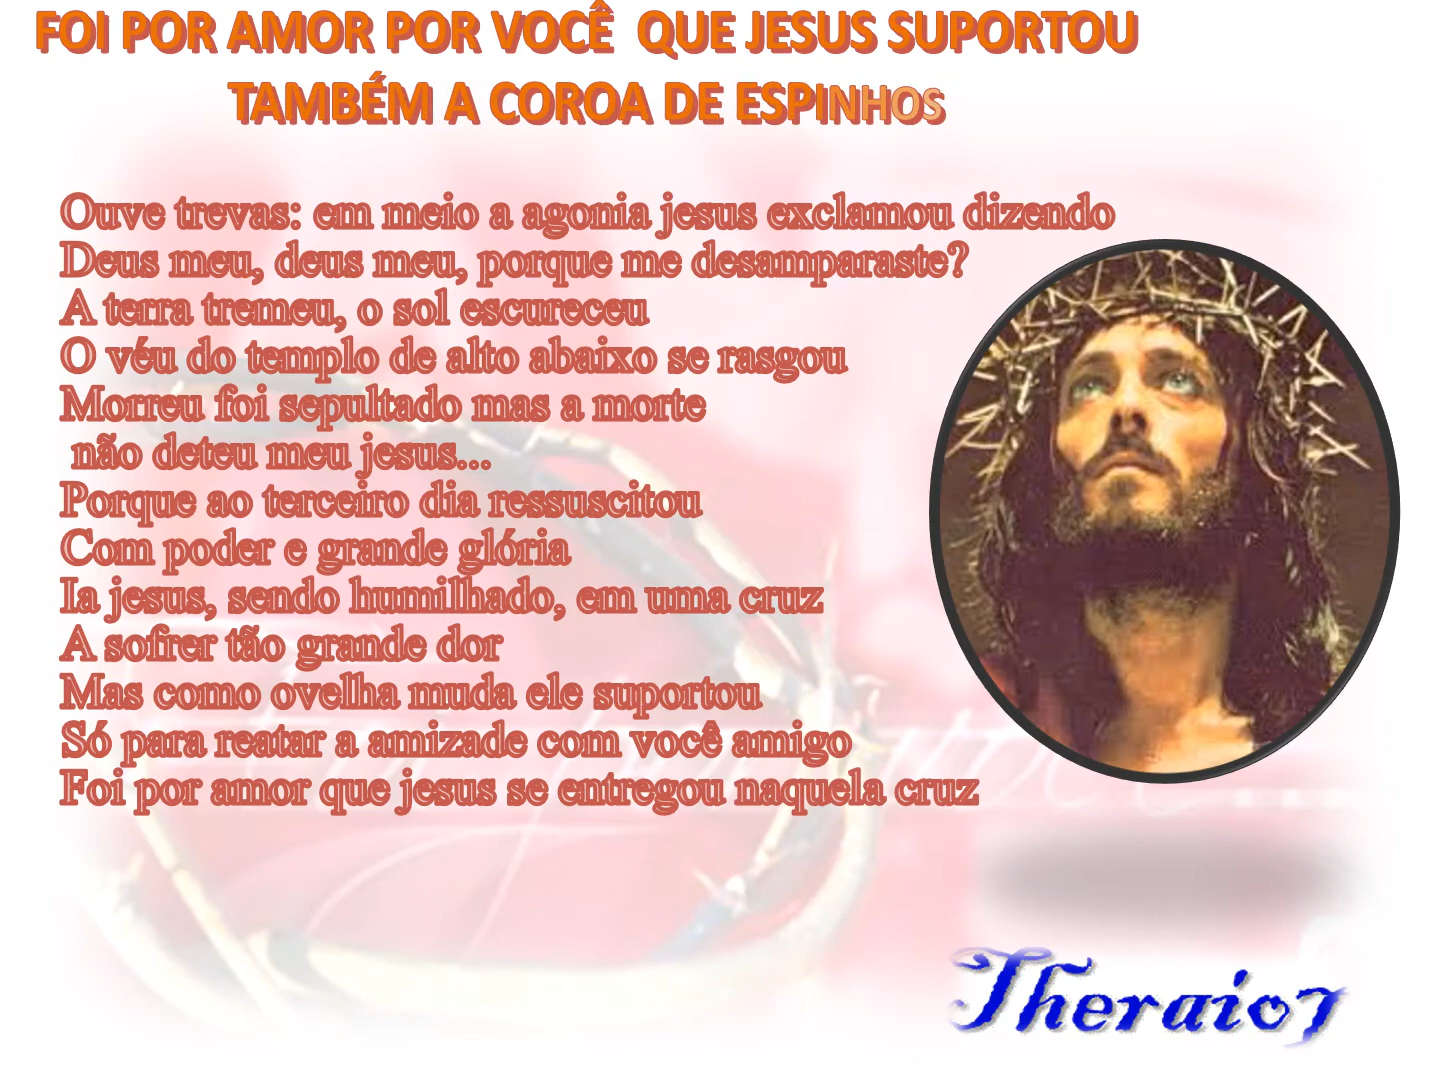 FOI POR AMOR POR VOCÊ QUE JESUS SUPORTOU
TAMBÉM A COROA DE ESPINHOS
Ouve trevas: em meio a agonia jesus exclamou dizendo
Deus meu, deus meu, porque me desamparaste?
A terra tremeu, o sol escureceu
O véu do templo de alto abaixo se rasgou
Morreu foi sepultado mas a morte
não deteu meu jesus...
Porque ao terceiro dia ressuscitou
Com poder e grande glória
Ia jesus, sendo humilhado, em uma cruz
A sofrer tão grande dor
Mas como ovelha muda ele suportou
Só para reatar a amizade com você amigo
Foi por amor que jesus se entregou naquela cruz
Theraio7